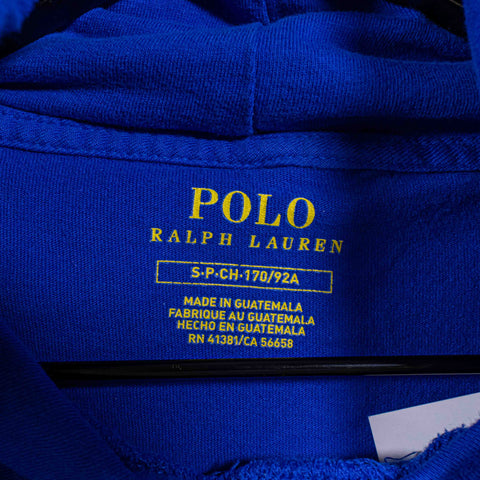 POLO
RALPH LAUREN
S·P·CH·170/92A
MADE IN GUATEMALA
FABRIQUE AU GUATEMALA
HECHO EN GUATEMALA
RN 41381/CA 56658